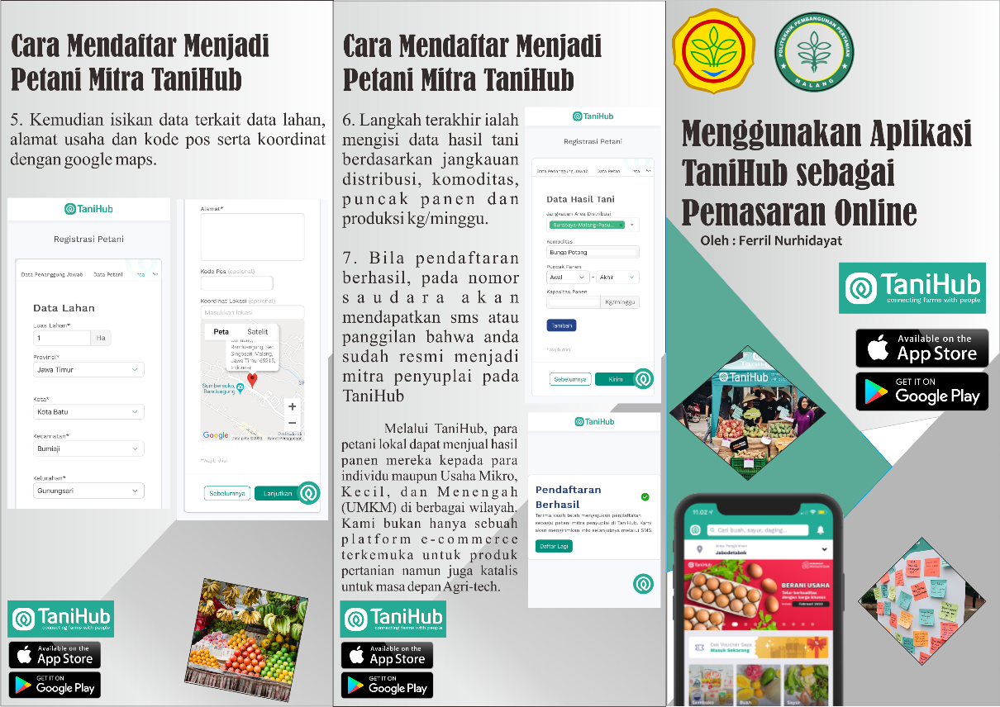 Cara Mendaftar Menjadi
Petani Mitra TaniHub
5. Kemudian isikan data terkait data lahan,
alamat usaha dan kode pos serta koordinat
dengan google maps.
TaniHub
Registrasi Petani
Data Penanggung Jawab Data Petani
Data Lahan
Luas Lahan*
1 Ha
Provinsi*
Jawa Timur
Kota*
Kota Batu
Kecamatan*
Bumiaji
Kelurahan*
Gunungsari
Alamat*
Kode Pos (opsional)
Koordinat Lokasi (opsional)
Masukkan lokasi
Peta Satelit
Randuagung, Kec.
Singosari, Malang,
Jawa Timur 65215,
Indonesi
Sumbersuko,
Randuagung
+
−
Google
*Wajib diisi
Sebelumnya Lanjutkan
TaniHub
connecting farms with people
Available on the
App Store
GET IT ON
Google Play
Cara Mendaftar Menjadi
Petani Mitra TaniHub
6. Langkah terakhir ialah
mengisi data hasil tani
berdasarkan jangkauan
distribusi, komoditas,
puncak panen dan
produksi kg/minggu.
7. Bila pendaftaran
berhasil, pada nomor
saudara akan
mendapatkan sms atau
panggilan bahwa anda
sudah resmi menjadi
mitra penyuplai pada
TaniHub
Melalui TaniHub, para
petani lokal dapat menjual hasil
panen mereka kepada para
individu maupun Usaha Mikro,
Kecil, dan Menengah
(UMKM) di berbagai wilayah.
Kami bukan hanya sebuah
platform e-commerce
terkemuka untuk produk
pertanian namun juga katalis
untuk masa depan Agri-tech.
TaniHub
Registrasi Petani
Data Penanggung Jawab Data Petani
Data Hasil Tani
Jangkauan Area Distribusi
Surabaya-Malang-Pasu... ×
Komoditas
Bunga Potong
Puncak Panen
Awal - Akhir
Kapasitas Panen
Kg/minggu
Tambah
*Wajib diisi
Sebelumnya Kirim
TaniHub
Pendaftaran
Berhasil
Terima kasih telah mengajukan pendaftaran
sebagai petani mitra penyuplai di TaniHub. Kami
akan mengirimkan info selanjutnya melalui SMS.
Daftar Lagi
TaniHub
connecting farms with people
Available on the
App Store
GET IT ON
Google Play
POLITEKNIK PEMBANGUNAN PERTANIAN
MALANG
Menggunakan Aplikasi
TaniHub sebagai
Pemasaran Online
Oleh : Ferril Nurhidayat
TaniHub
connecting farms with people
Available on the
App Store
GET IT ON
Google Play
TaniHub
11.02
Cari buah, sayur, daging...
Area Pengiriman
Jabodetabek
TaniHub
BERANI USAHA
Telur berkualitas
dengan harga khusus
Februari 2020
Cek Voucher Saya
Masuk Sekarang
Sembako
Buah
Sayur